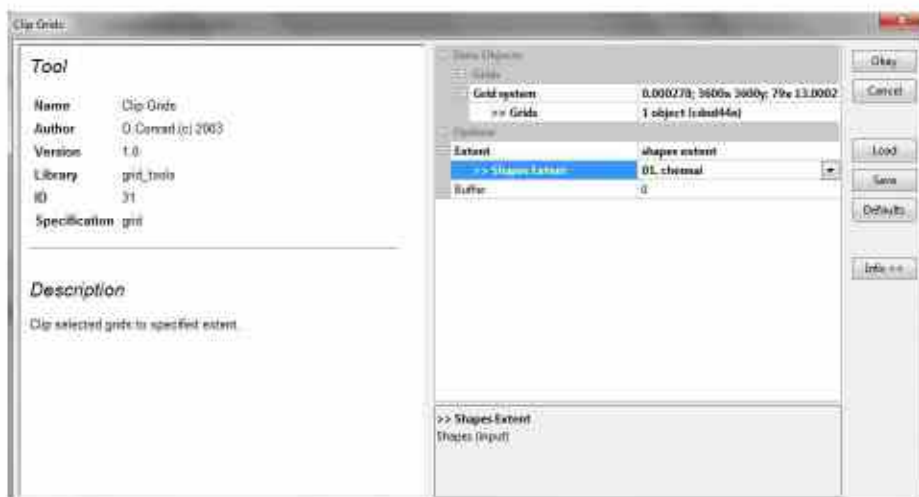 Clip Grids
Tool
Name Clip Grids
Author O.Conrad (c) 2003
Version 1.0
Library grid_tools
ID 31
Specification grid
Description
Clip selected grids to specified extent.
Data Objects
Grids
Grid system 0.000278; 3600x 3600y; 79x 13.0002
>> Grids 1 object (cdnd44n)
Options
Extent shapes extent
>> Shapes Extent 01. chennai
Buffer 0
>> Shapes Extent
Shapes (input)
Okay
Cancel
Load
Save
Defaults
Info <<